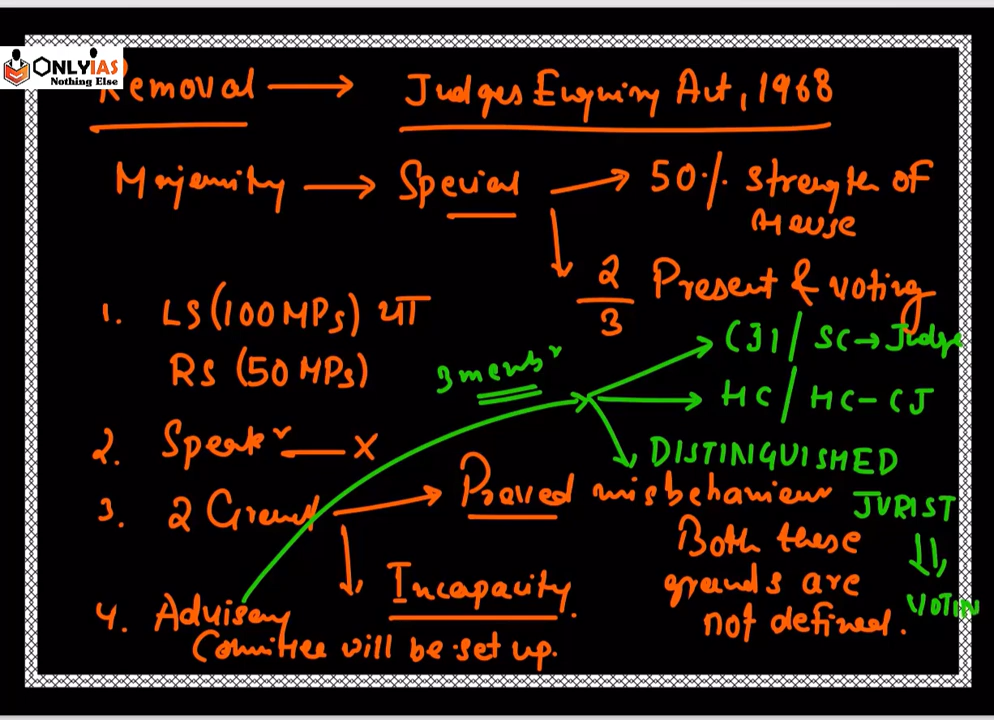 ONLYIAS
Nothing Else
Removal → Judges Enquiry Act, 1968
Majority → Special → 50% strength of
House
2/3 Present & voting
1. LS (100 MPs) या
RS (50 MPs)
3 member
CJI / SC → Judge
HC / HC-CJ
DISTINGUISHED
JURIST
VOTIN
2. Speaker — X
3. 2 Ground → Proved misbehaviour
Incapacity.
Both these
grounds are
not defined.
4. Advisory
Committee will be set up.